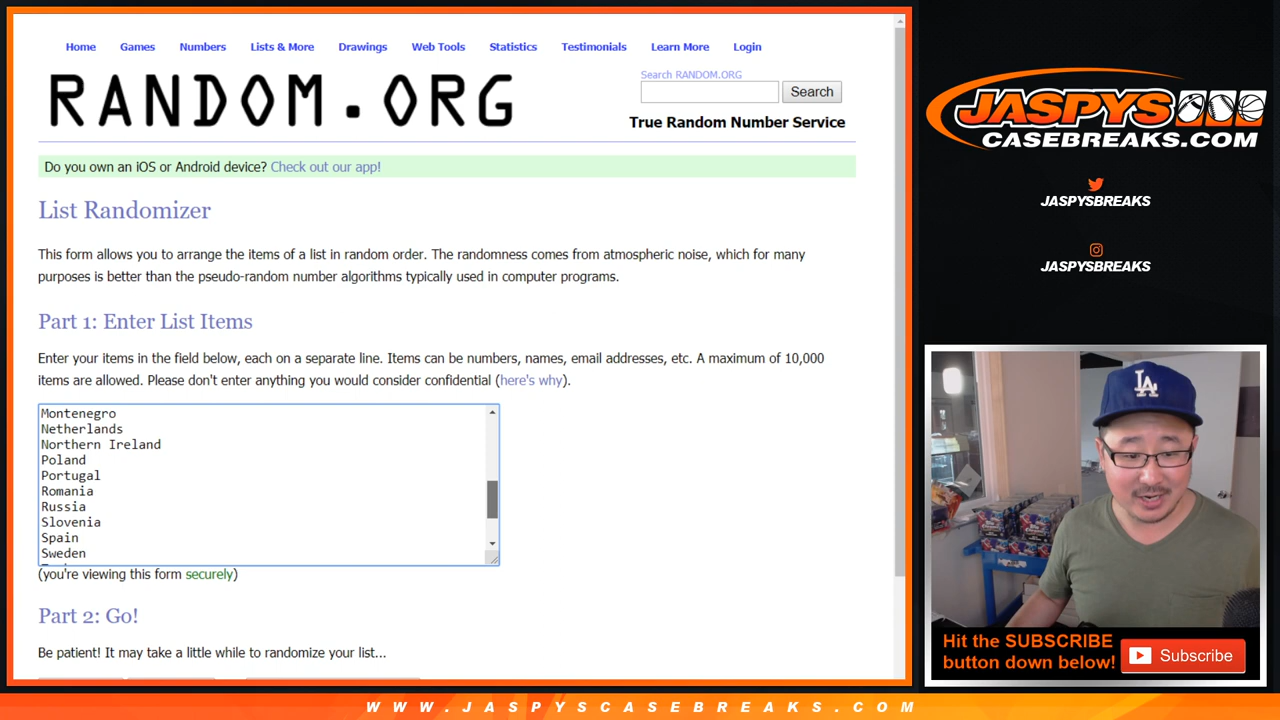 Home Games Numbers Lists & More Drawings Web Tools Statistics Testimonials Learn More Login
RANDOM.ORG
Search RANDOM.ORG
Search
True Random Number Service
Do you own an iOS or Android device? Check out our app!
List Randomizer
This form allows you to arrange the items of a list in random order. The randomness comes from atmospheric noise, which for many
purposes is better than the pseudo-random number algorithms typically used in computer programs.
Part 1: Enter List Items
Enter your items in the field below, each on a separate line. Items can be numbers, names, email addresses, etc. A maximum of 10,000
items are allowed. Please don't enter anything you would consider confidential (here's why).
Montenegro
Netherlands
Northern Ireland
Poland
Portugal
Romania
Russia
Slovenia
Spain
Sweden
(you're viewing this form securely)
Part 2: Go!
Be patient! It may take a little while to randomize your list...
JASPYS
CASEBREAKS.COM
JASPYSBREAKS
JASPYSBREAKS
LA
Hit the SUBSCRIBE
button down below!
Subscribe
WWW.JASPYSCASEBREAKS.COM